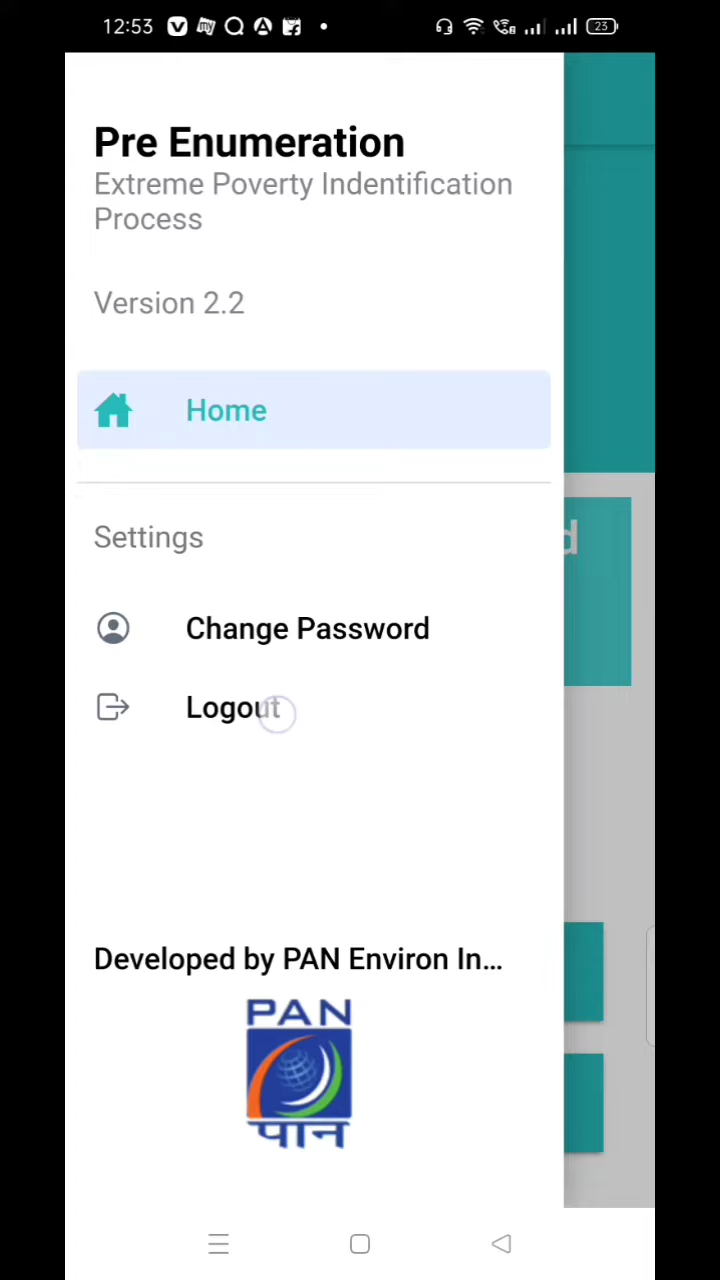 12:53
23
Pre Enumeration
Extreme Poverty Indentification
Process
Version 2.2
Home
d
Settings
Change Password
Logout
Developed by PAN Environ In...
PAN
पान